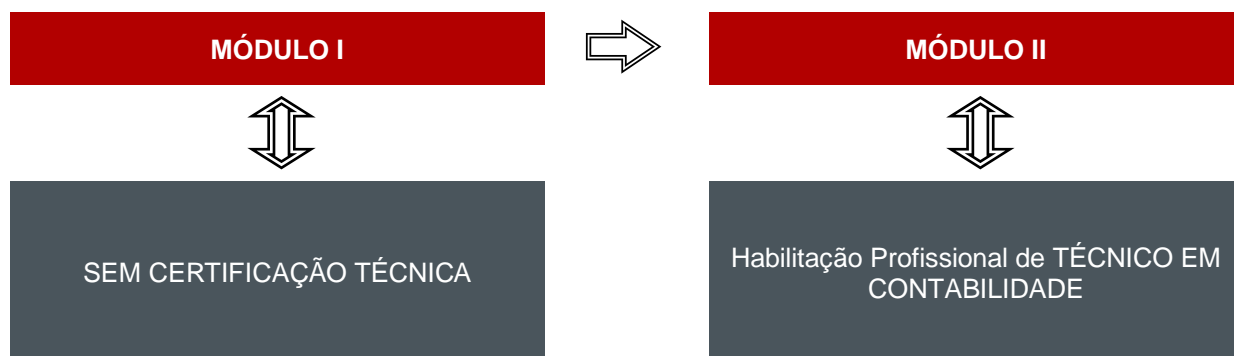 MÓDULO I
MÓDULO II
SEM CERTIFICAÇÃO TÉCNICA
Habilitação Profissional de TÉCNICO EM
CONTABILIDADE